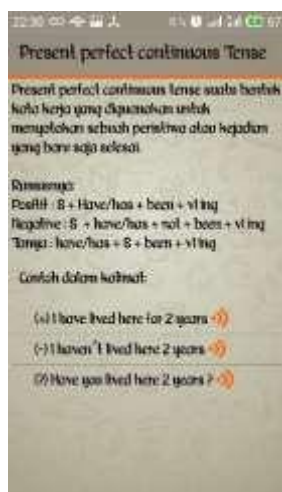 22:30
Present perfect continuous Tense
Present perfect continuous tense suatu bentuk
kata kerja yang digunakan untuk
menyatakan sebuah peristiwa atau kejadian
yang baru saja selesai.
Rumusnya:
Positif : S + Have/has + been + v1 ing
Negative : S + have/has + not + been + v1 ing
Tanya : have/has + S + been + v1 ing
Contoh dalam kalimat:
(+) I have lived here for 2 years
(-) I haven't lived here 2 years
(?) Have you lived here 2 years ?